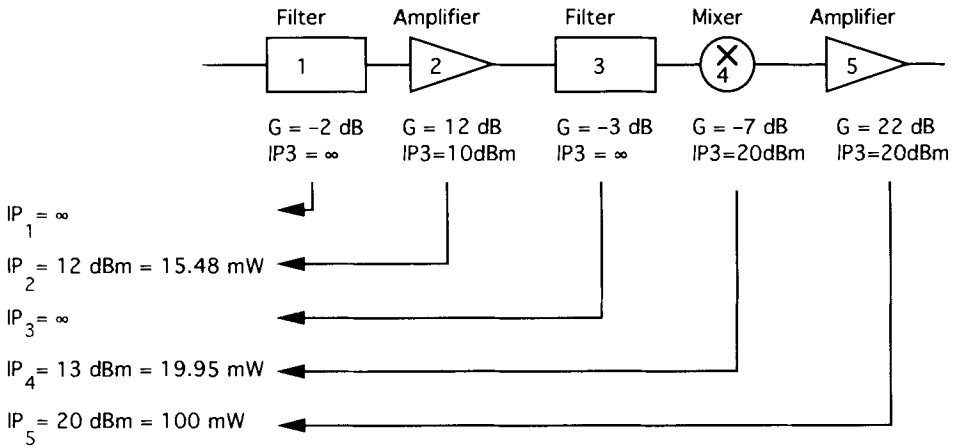 Filter Amplifier Filter Mixer Amplifier
1 2 3 4 5
G = -2 dB G = 12 dB G = -3 dB G = -7 dB G = 22 dB
IP3 = ∞ IP3=10dBm IP3 = ∞ IP3=20dBm IP3=20dBm
IP1= ∞
IP2= 12 dBm = 15.48 mW
IP3= ∞
IP4= 13 dBm = 19.95 mW
IP5= 20 dBm = 100 mW